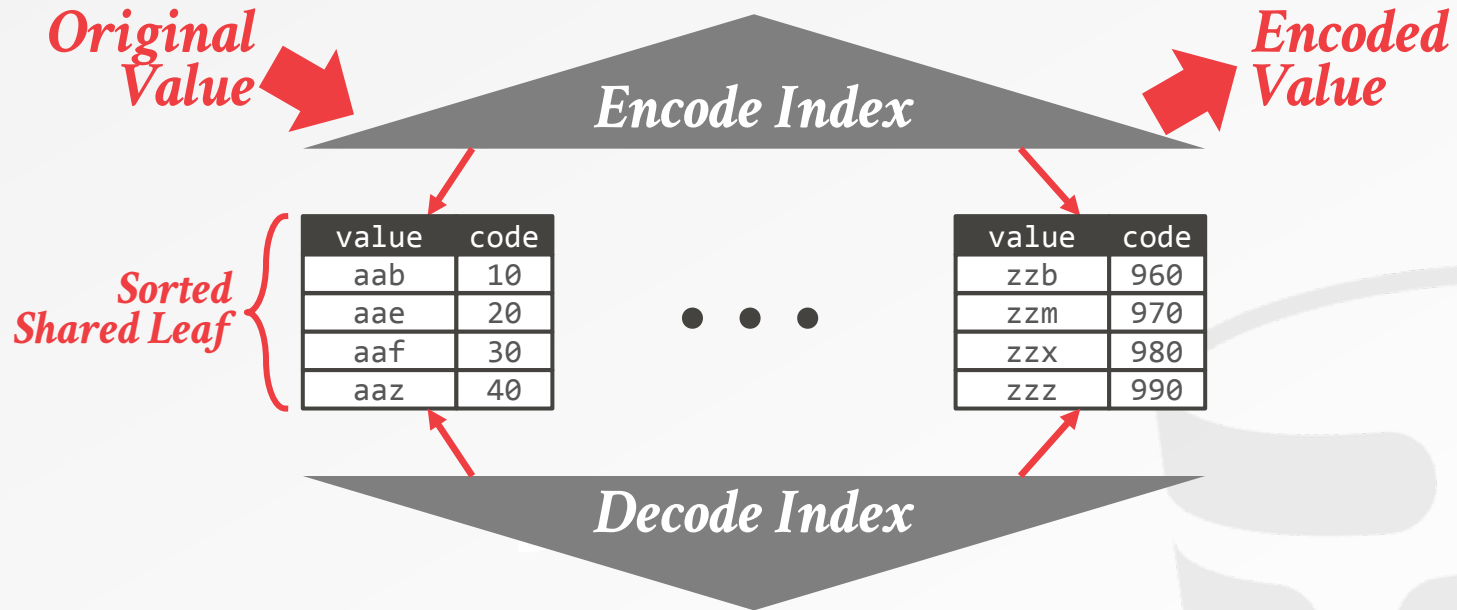 Original
Value
Encode Index
Encoded
Value
value code
aab 10
aae 20
aaf 30
aaz 40
Sorted
Shared Leaf
value code
zzb 960
zzm 970
zzx 980
zzz 990
Decode Index